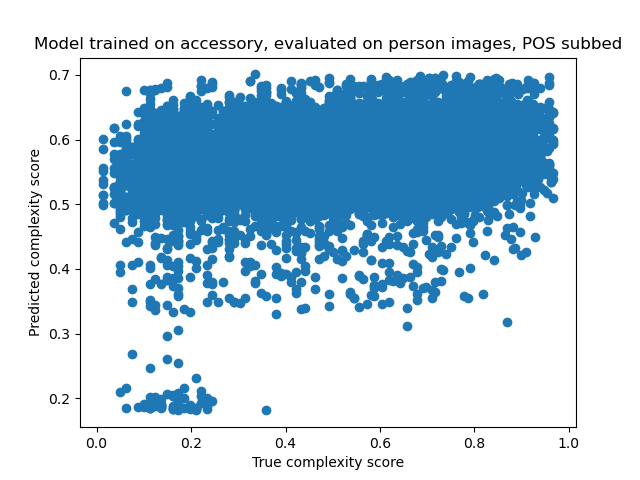 Model trained on accessory, evaluated on person images, POS subbed
0.7
0.6
0.5
0.4
0.3
0.2
Predicted complexity score
0.0 0.2 0.4 0.6 0.8 1.0
True complexity score